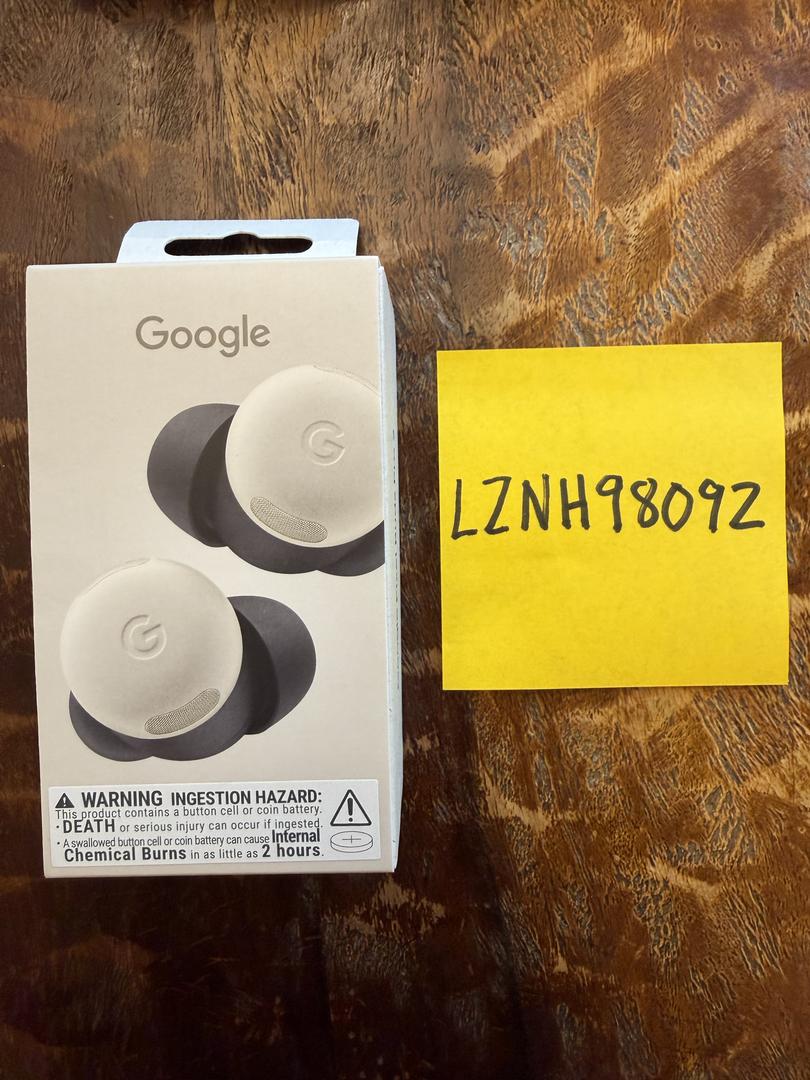 Google
G
G
WARNING INGESTION HAZARD:
This product contains a button cell or coin battery.
• DEATH or serious injury can occur if ingested.
• A swallowed button cell or coin battery can cause Internal
Chemical Burns in as little as 2 hours.
LZNH98092